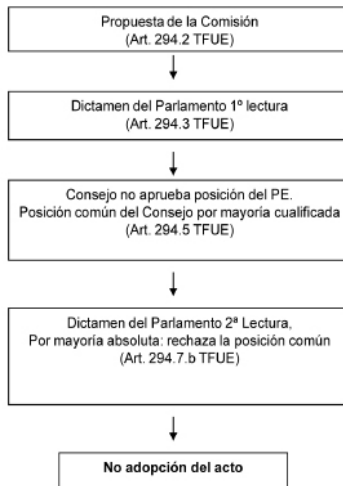 Propuesta de la Comisión
(Art. 294.2 TFUE)
Dictamen del Parlamento 1º lectura
(Art. 294.3 TFUE)
Consejo no aprueba posición del PE.
Posición común del Consejo por mayoría cualificada
(Art. 294.5 TFUE)
Dictamen del Parlamento 2ª Lectura,
Por mayoría absoluta: rechaza la posición común
(Art. 294.7.b TFUE)
No adopción del acto